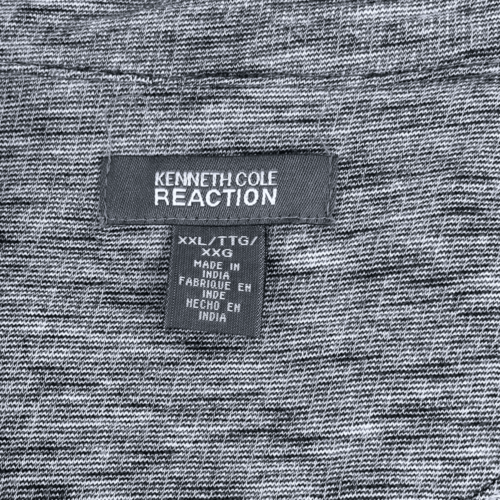 KENNETH COLE
REACTION
XXL/TTG/
XXG
MADE IN
INDIA
FABRIQUE EN
INDE
HECHO EN
INDIA